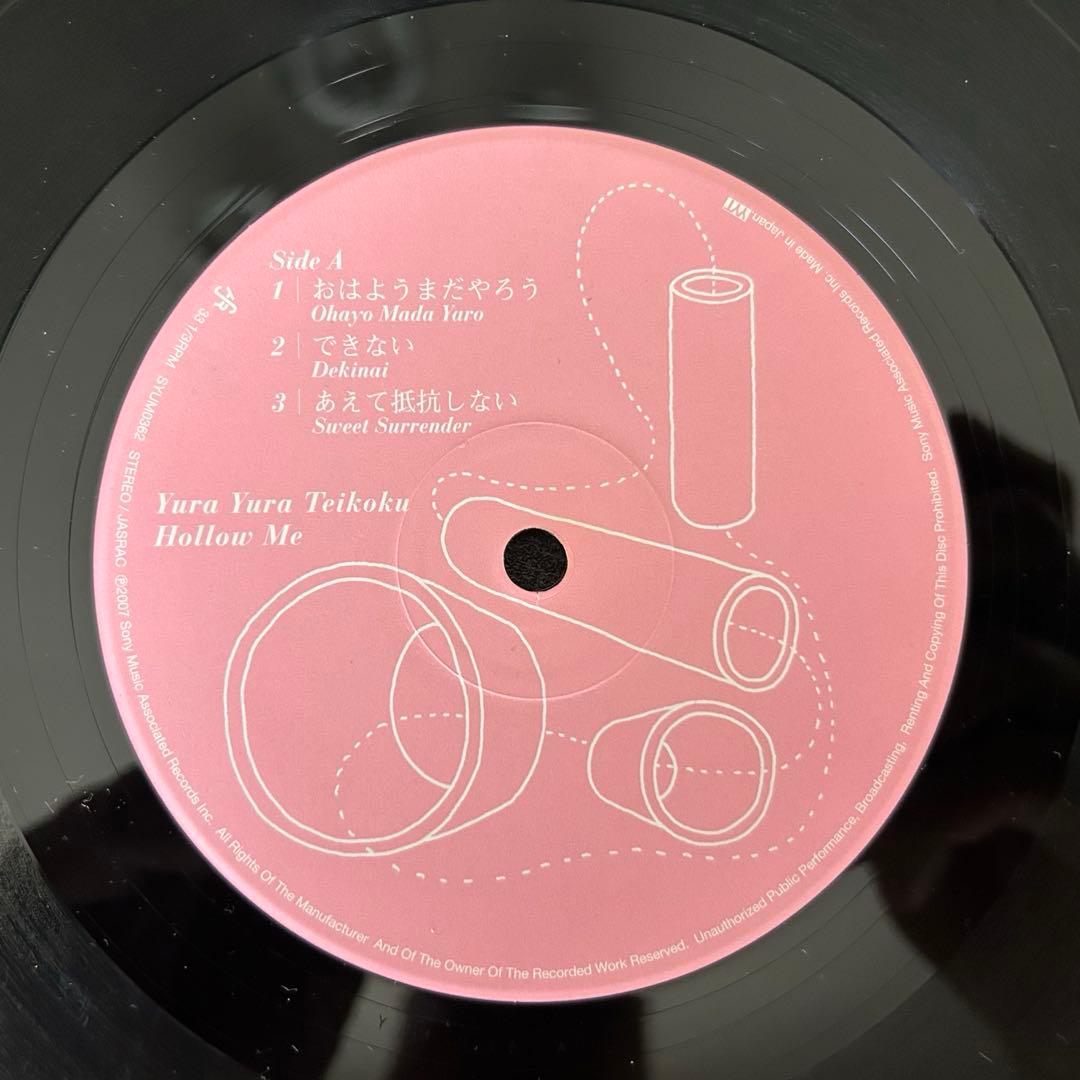 Side A
1 おはようまだやろう
Ohayo Mada Yaro
2 できない
Dekinai
3 あえて抵抗しない
Sweet Surrender
Yura Yura Teikoku
Hollow Me
33 1/3RPM SYUM0362 STEREO / JASRAC ℗2007 Sony Music Associated Records Inc. All Rights Of The Manufacturer And Of The Owner Of The Recorded Work Reserved. Unauthorized Public Performance, Broadcasting, Renting And Copying Of This Disc Prohibited. Sony Music Associated Records Inc. Made in Japan.